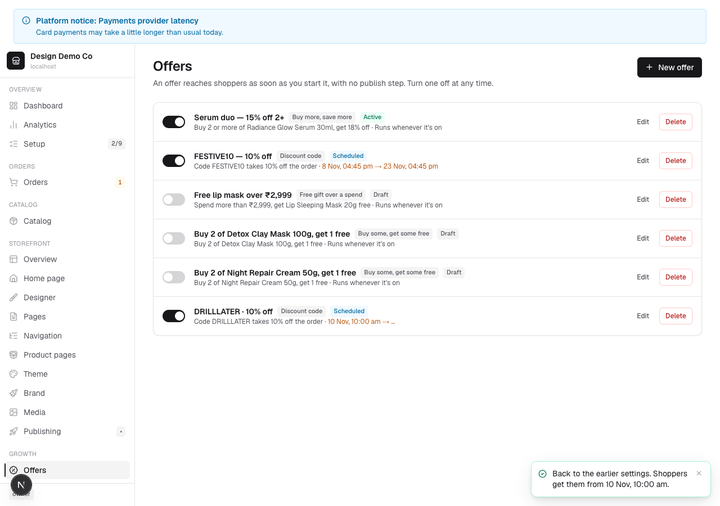 Platform notice: Payments provider latency
Card payments may take a little longer than usual today.
Design Demo Co
localhost
OVERVIEW
Dashboard
Analytics
Setup 2/9
ORDERS
Orders 1
CATALOG
Catalog
STOREFRONT
Overview
Home page
Designer
Pages
Navigation
Product pages
Theme
Brand
Media
Publishing
GROWTH
Offers
N
Offers
An offer reaches shoppers as soon as you start it, with no publish step. Turn one off at any time.
+ New offer
Serum duo — 15% off 2+ Buy more, save more Active
Buy 2 or more of Radiance Glow Serum 30ml, get 18% off · Runs whenever it's on
Edit Delete
FESTIVE10 — 10% off Discount code Scheduled
Code FESTIVE10 takes 10% off the order · 8 Nov, 04:45 pm → 23 Nov, 04:45 pm
Edit Delete
Free lip mask over ₹2,999 Free gift over a spend Draft
Spend more than ₹2,999, get Lip Sleeping Mask 20g free · Runs whenever it's on
Edit Delete
Buy 2 of Detox Clay Mask 100g, get 1 free Buy some, get some free Draft
Buy 2 of Detox Clay Mask 100g, get 1 free · Runs whenever it's on
Edit Delete
Buy 2 of Night Repair Cream 50g, get 1 free Buy some, get some free Draft
Buy 2 of Night Repair Cream 50g, get 1 free · Runs whenever it's on
Edit Delete
DRILLLATER · 10% off Discount code Scheduled
Code DRILLLATER takes 10% off the order · 10 Nov, 10:00 am → ...
Edit Delete
Back to the earlier settings. Shoppers
get them from 10 Nov, 10:00 am.